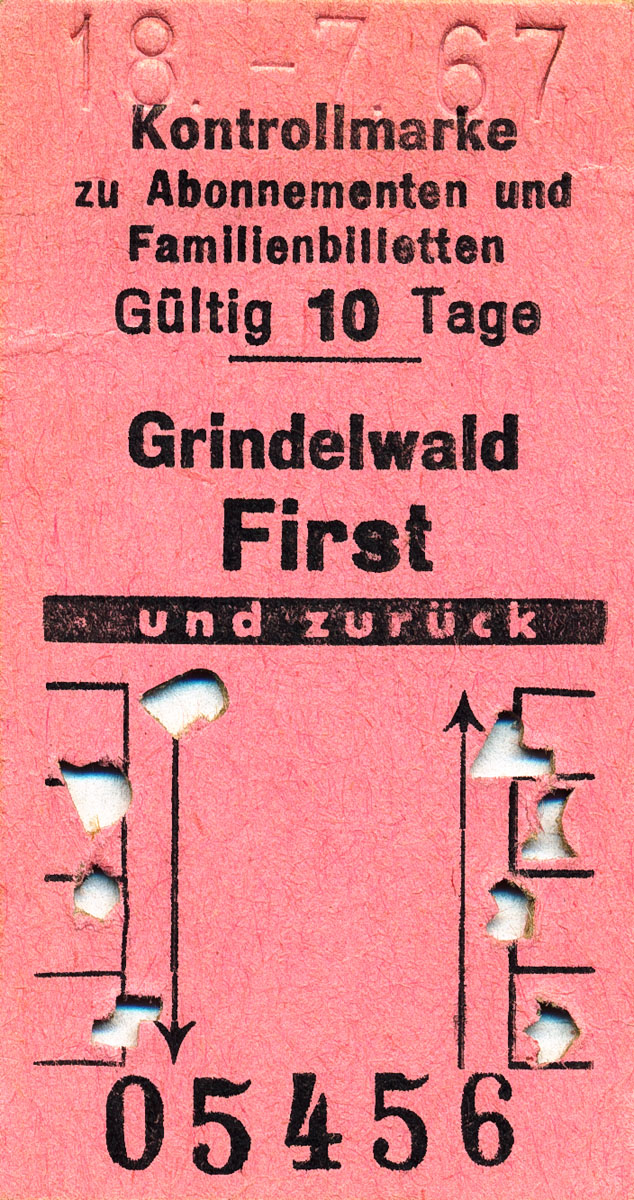 18. - 7. 67
Kontrollmarke
zu Abonnementen und
Familienbilletten
Gültig 10 Tage
Grindelwald
First
und zurück
05456